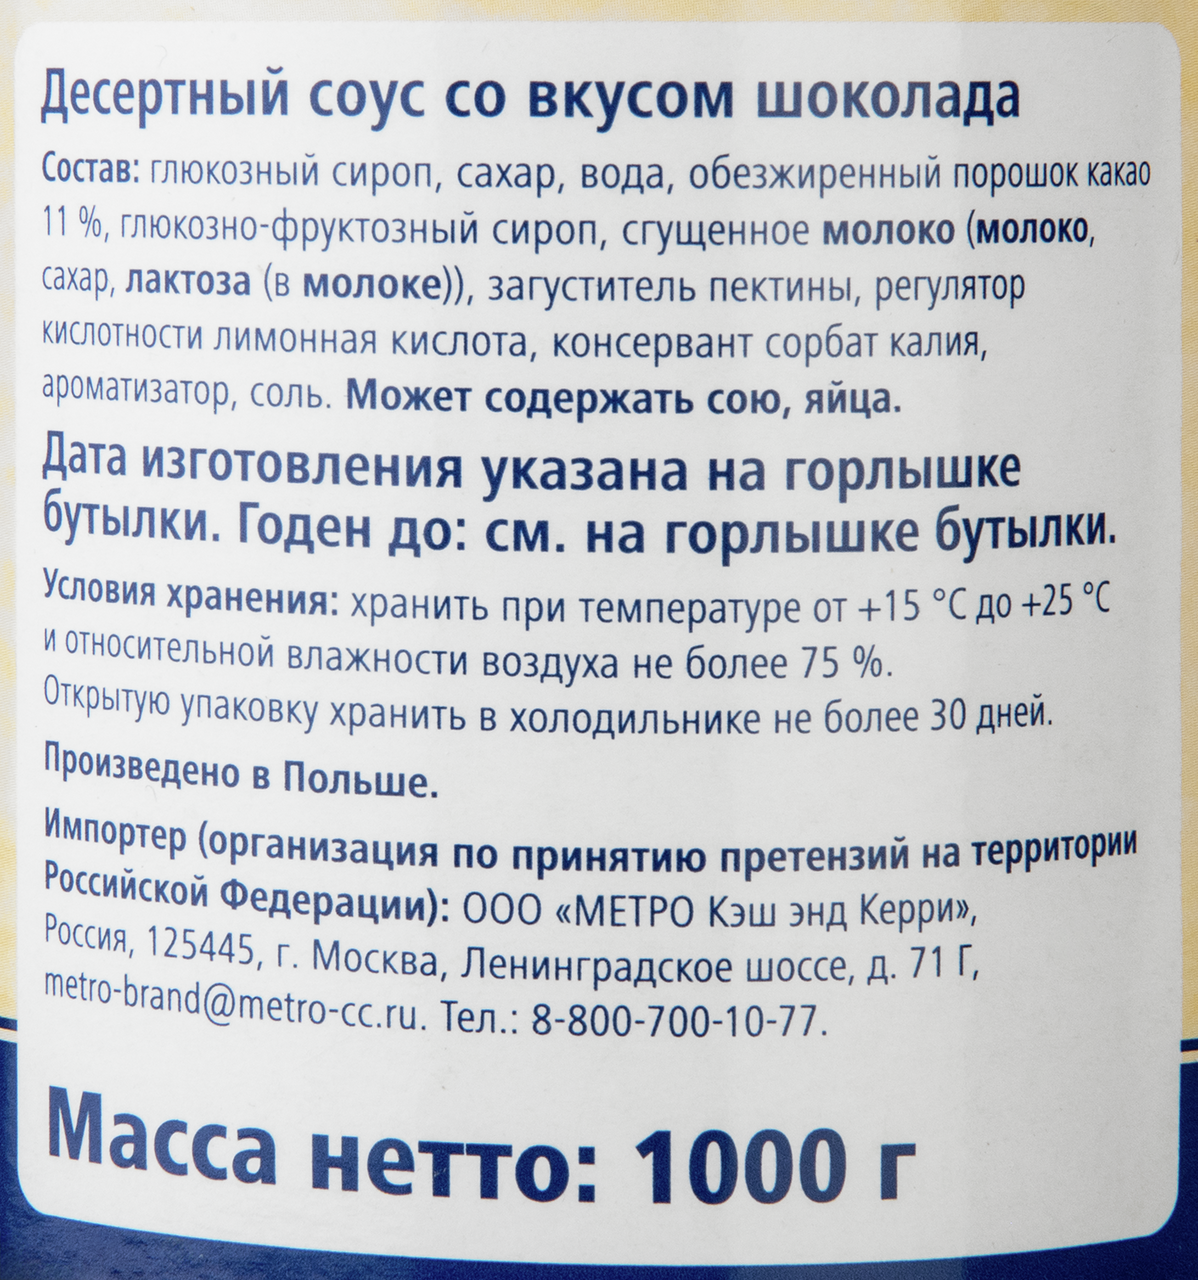 Десертный соус со вкусом шоколада
Состав: глюкозный сироп, сахар, вода, обезжиренный порошок какао
11 %, глюкозно-фруктозный сироп, сгущенное молоко (молоко,
сахар, лактоза (в молоке)), загуститель пектины, регулятор
кислотности лимонная кислота, консервант сорбат калия,
ароматизатор, соль. Может содержать сою, яйца.
Дата изготовления указана на горлышке
бутылки. Годен до: см. на горлышке бутылки.
Условия хранения: хранить при температуре от +15 °C до +25 °C
и относительной влажности воздуха не более 75 %.
Открытую упаковку хранить в холодильнике не более 30 дней.
Произведено в Польше.
Импортер (организация по принятию претензий на территории
Российской Федерации): ООО «МЕТРО Кэш энд Керри»,
Россия, 125445, г. Москва, Ленинградское шоссе, д. 71 Г,
metro-brand@metro-cc.ru. Тел.: 8-800-700-10-77.
Масса нетто: 1000 г